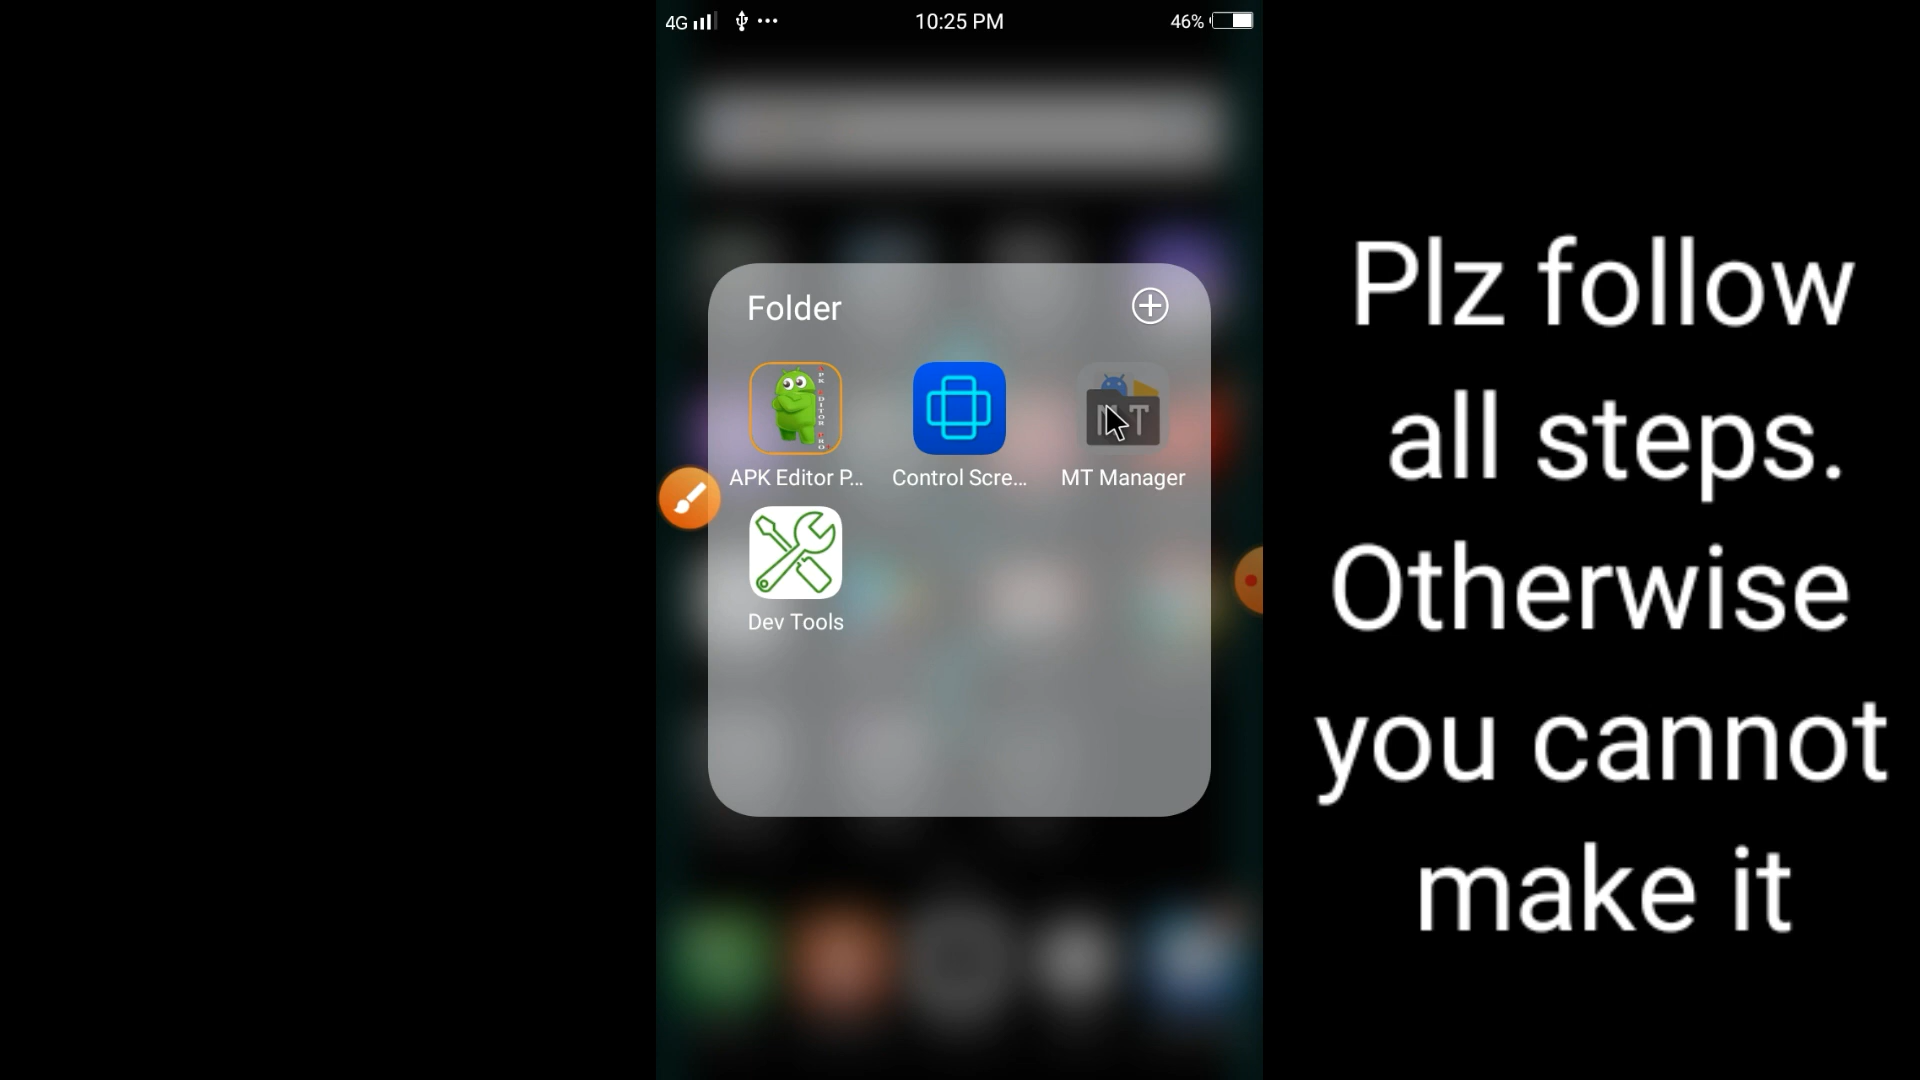 4G 10:25 PM 46%
Folder
APK Editor P... Control Scre... MT Manager
MT
Dev Tools
Plz follow
all steps.
Otherwise
you cannot
make it